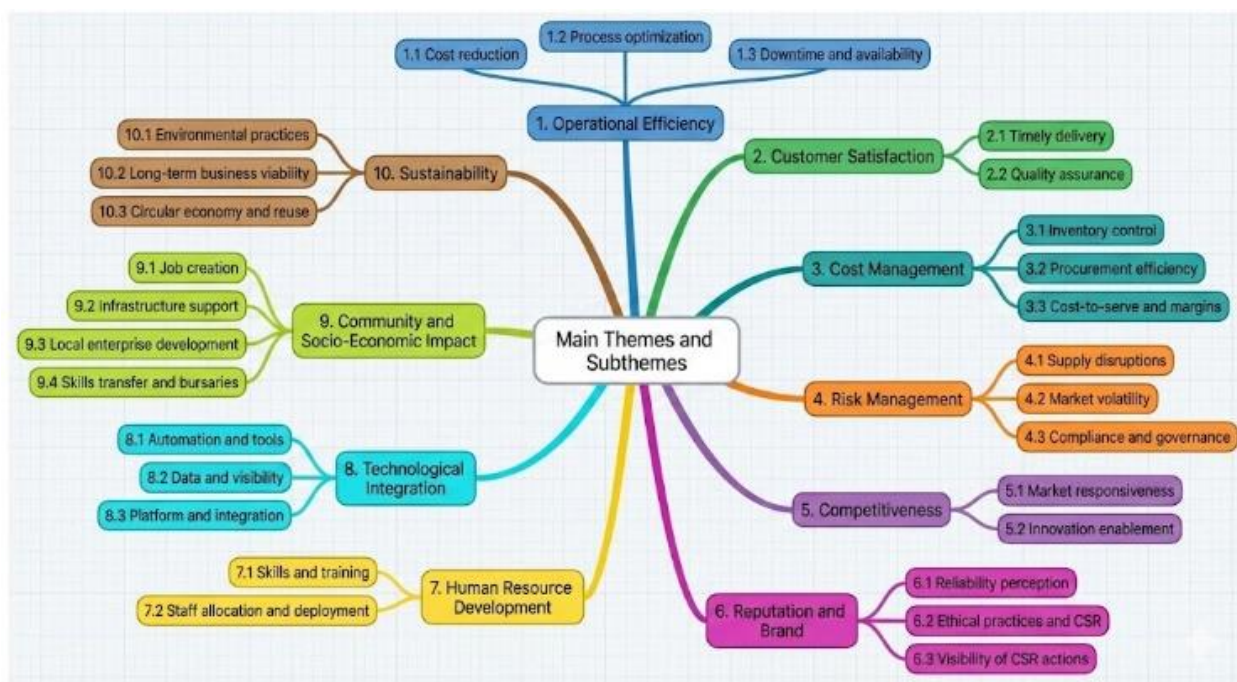 Main Themes and
Subthemes
1. Operational Efficiency
1.1 Cost reduction
1.2 Process optimization
1.3 Downtime and availability
2. Customer Satisfaction
2.1 Timely delivery
2.2 Quality assurance
3. Cost Management
3.1 Inventory control
3.2 Procurement efficiency
3.3 Cost-to-serve and margins
4. Risk Management
4.1 Supply disruptions
4.2 Market volatility
4.3 Compliance and governance
5. Competitiveness
5.1 Market responsiveness
5.2 Innovation enablement
6. Reputation and
Brand
6.1 Reliability perception
6.2 Ethical practices and CSR
6.3 Visibility of CSR actions
7. Human Resource
Development
7.1 Skills and training
7.2 Staff allocation and deployment
8. Technological
Integration
8.1 Automation and tools
8.2 Data and visibility
8.3 Platform and integration
9. Community and
Socio-Economic Impact
9.1 Job creation
9.2 Infrastructure support
9.3 Local enterprise development
9.4 Skills transfer and bursaries
10. Sustainability
10.1 Environmental practices
10.2 Long-term business viability
10.3 Circular economy and reuse